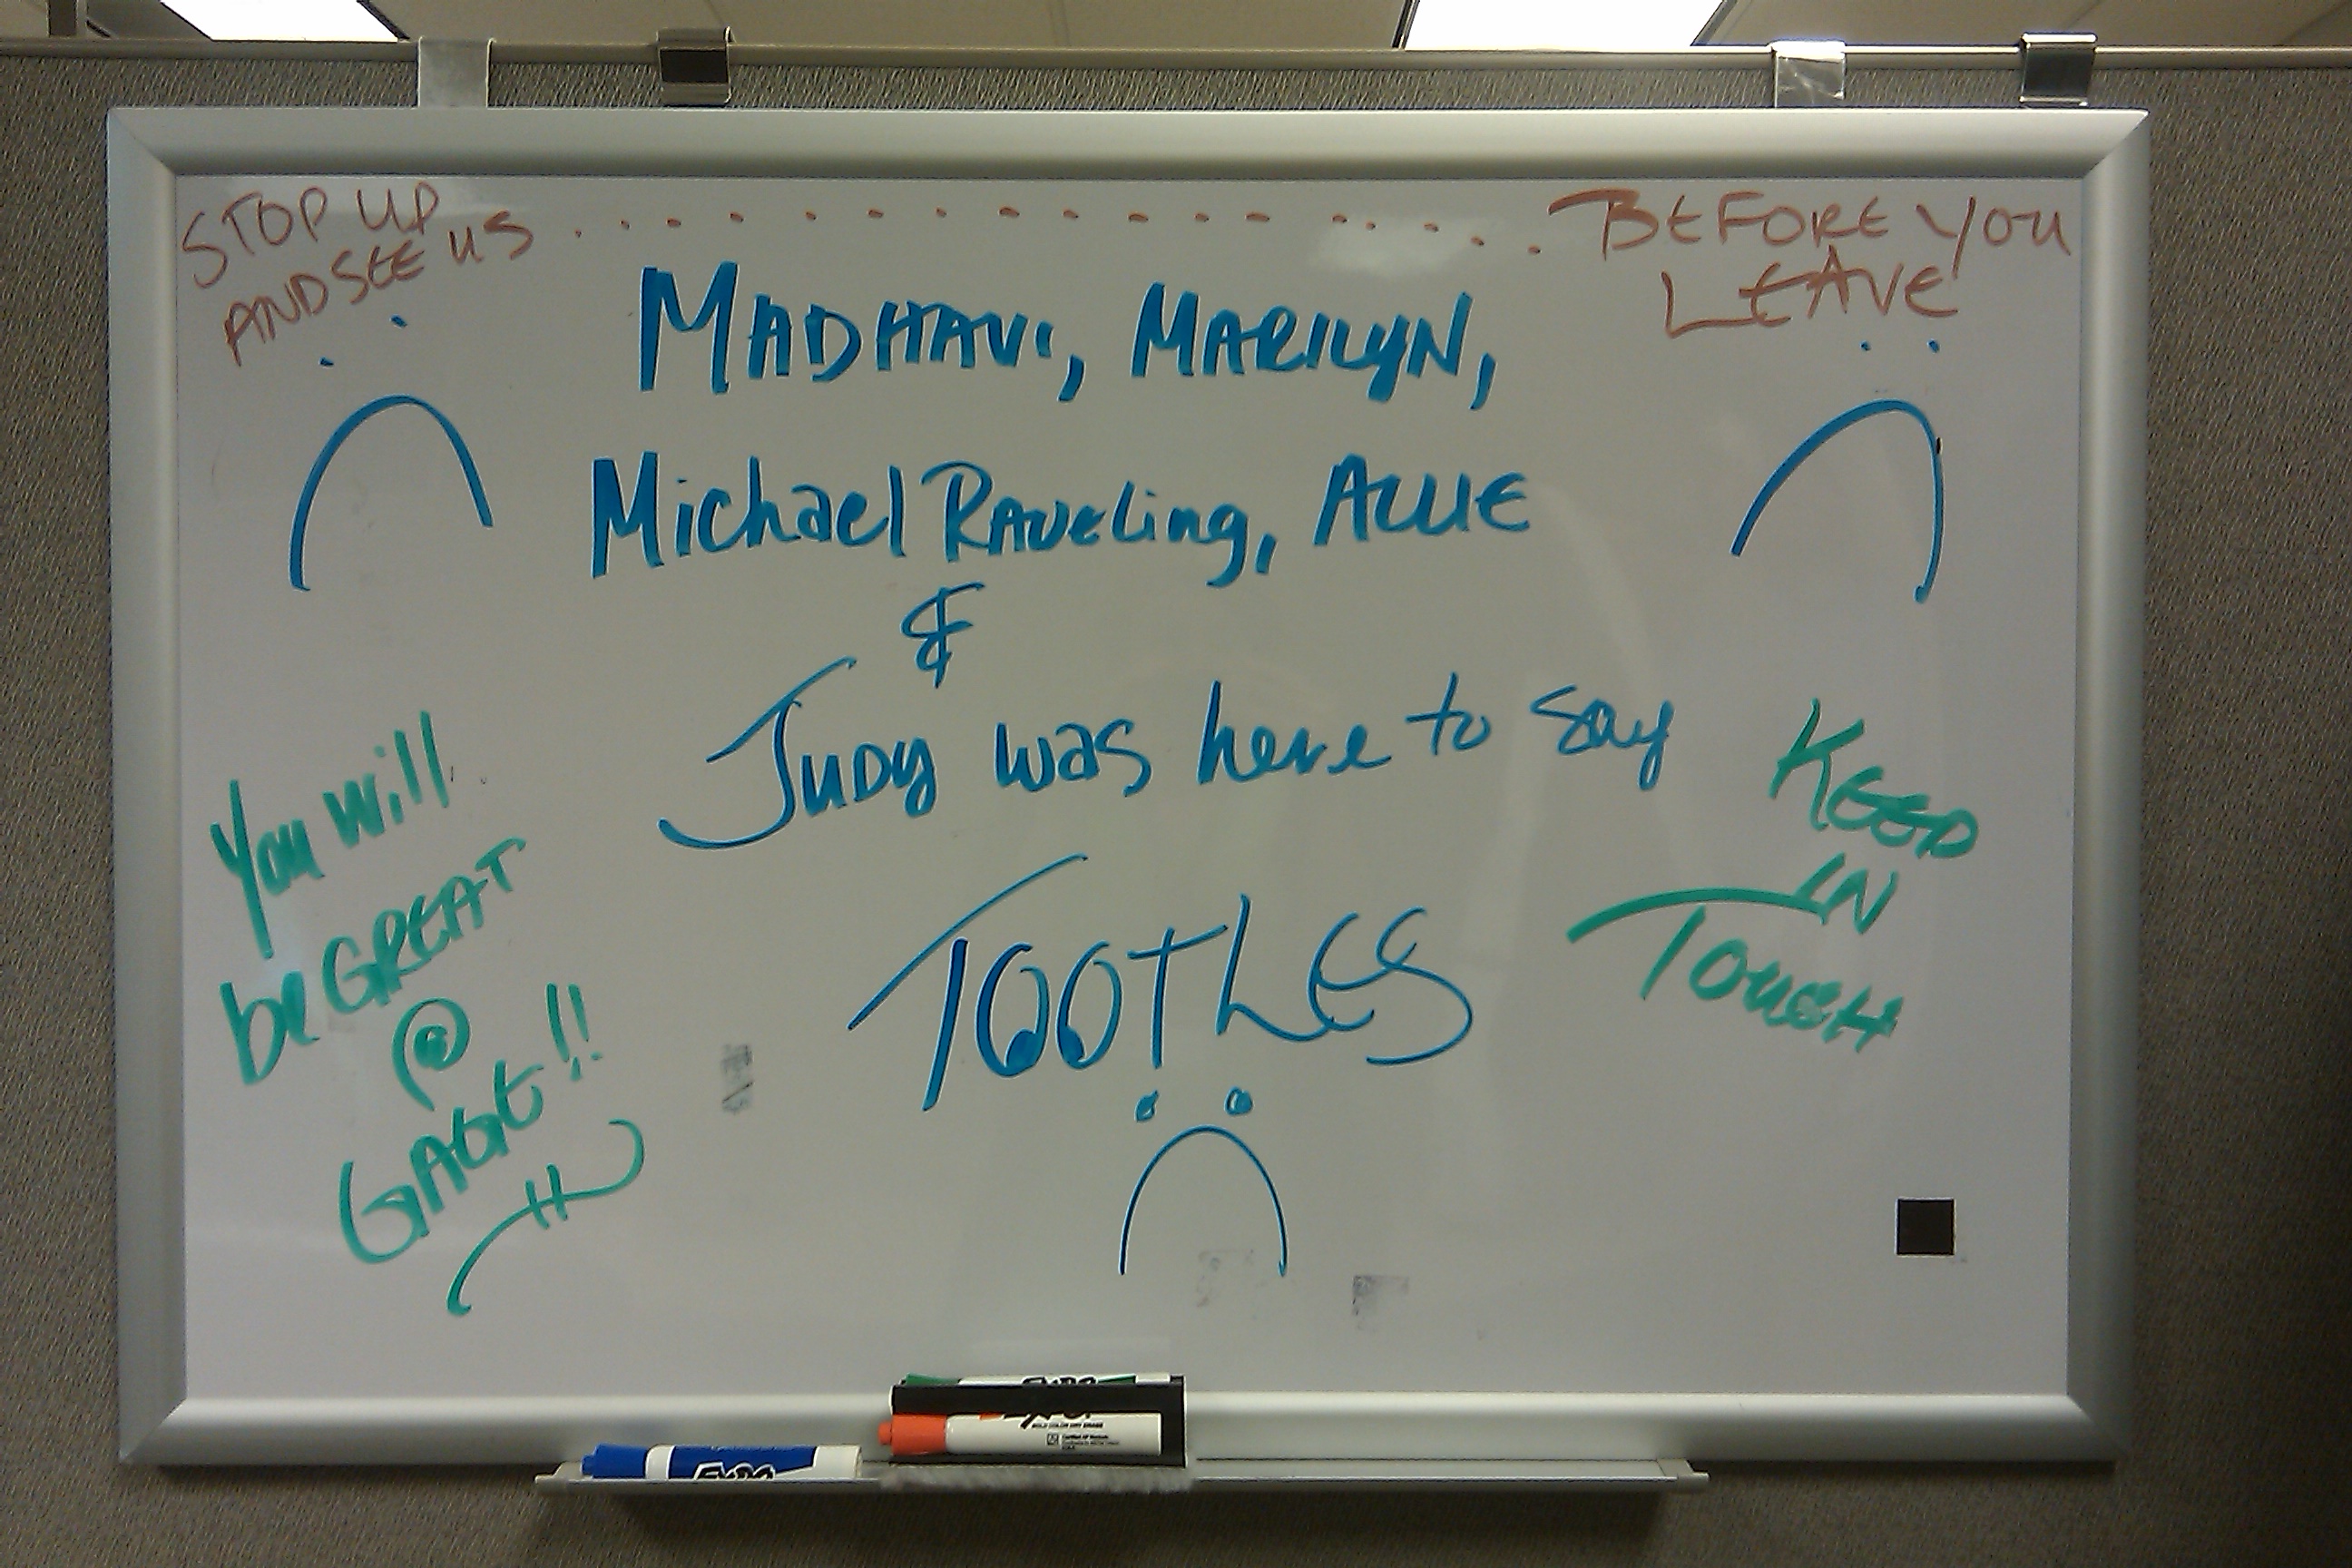 STOP UP
AND SEE US . . . . . . . . . . . . . . . . BEFORE YOU
LEAVE
MADHAVI, MARILYN,
Michael Raveling, ALLIE
&
Judy was here to say
TOOTLES
You will
be GREAT
@
GAGE!!
KEEP
IN
TOUCH
EXPO
EXPO
EXPO